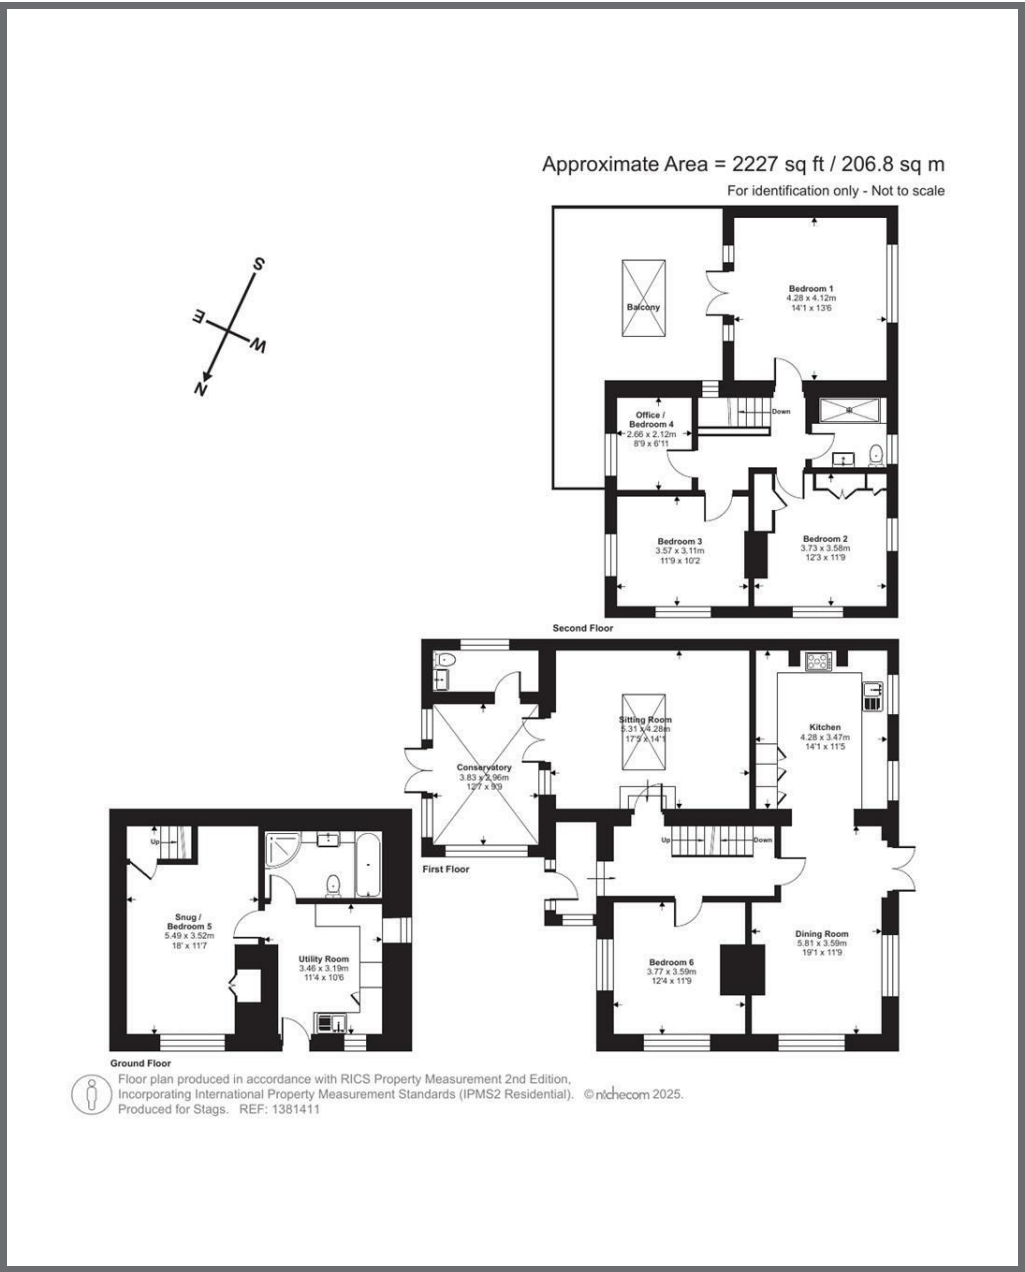 Approximate Area = 2227 sq ft / 206.8 sq m
For identification only - Not to scale
S
E
W
N
Balcony
Bedroom 1
4.28 x 4.12m
14'1 x 13'6
Office /
Bedroom 4
2.66 x 2.12m
8'9 x 6'11
Down
Bedroom 3
3.57 x 3.11m
11'9 x 10'2
Bedroom 2
3.73 x 3.58m
12'3 x 11'9
Second Floor
Sitting Room
5.31 x 4.28m
17'5 x 14'1
Kitchen
4.28 x 3.47m
14'1 x 11'5
Conservatory
3.83 x 2.96m
12'7 x 9'9
Up
Down
First Floor
Bedroom 6
3.77 x 3.59m
12'4 x 11'9
Dining Room
5.81 x 3.59m
19'1 x 11'9
Up
Snug /
Bedroom 5
5.49 x 3.52m
18' x 11'7
Utility Room
3.46 x 3.19m
11'4 x 10'6
Ground Floor
Floor plan produced in accordance with RICS Property Measurement 2nd Edition,
Incorporating International Property Measurement Standards (IPMS2 Residential). © nichecom 2025.
Produced for Stags. REF: 1381411